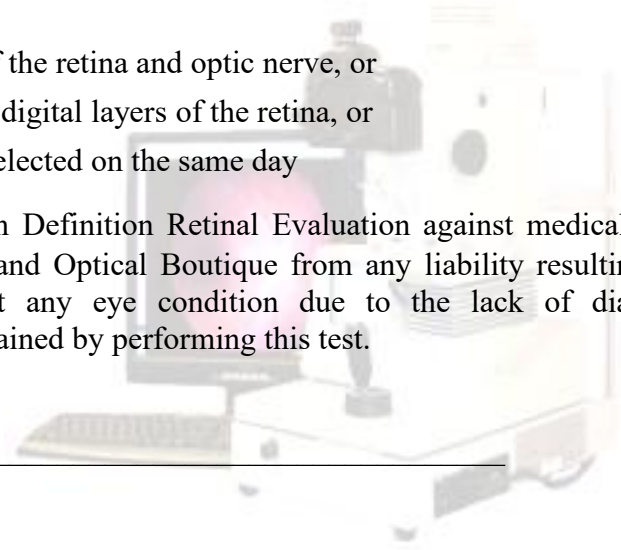 the retina and optic nerve, or
digital layers of the retina, or
elected on the same day
Definition Retinal Evaluation against medical
and Optical Boutique from any liability
any eye condition due to the lack of
ained by performing this test.